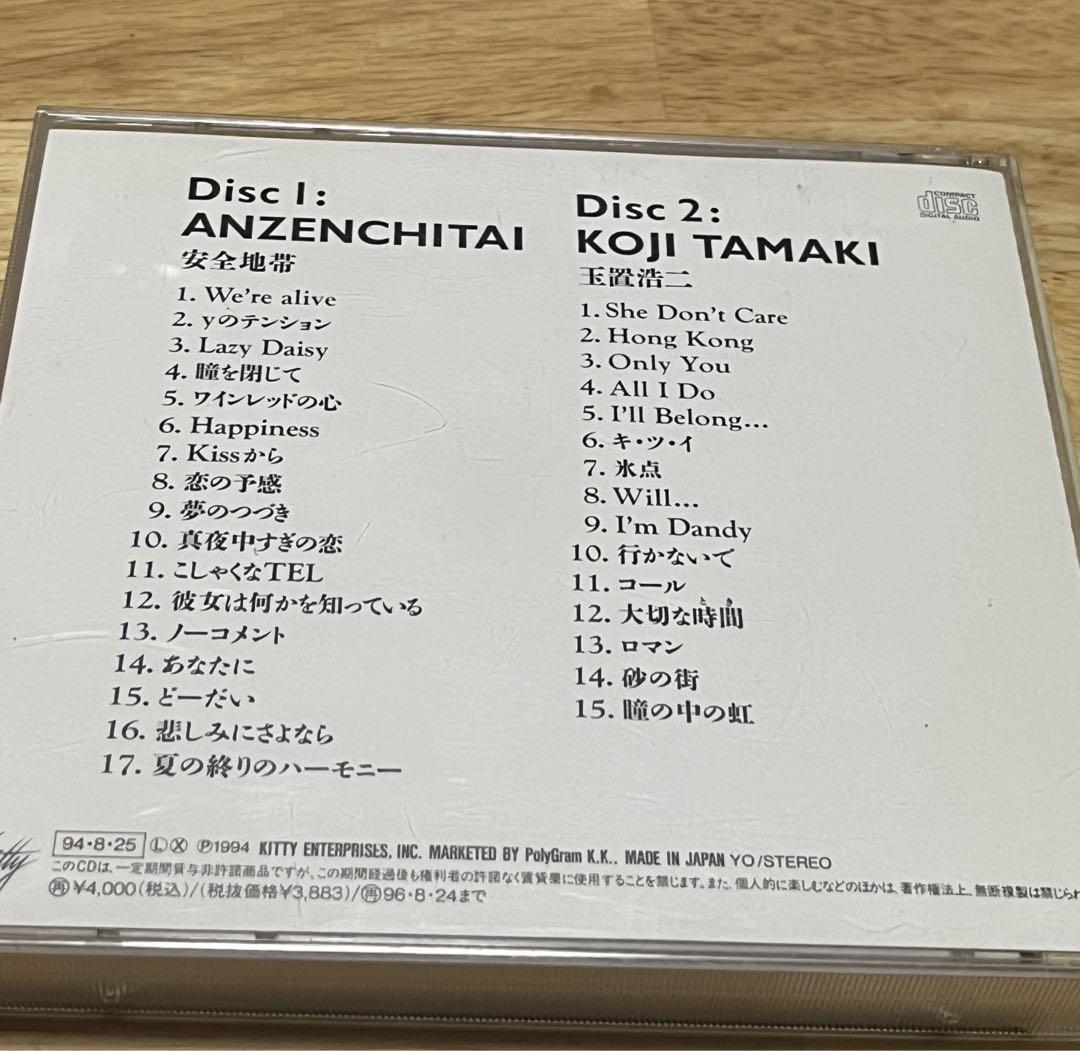 Disc 1:
ANZENCHITAI
安全地帯
1. We're alive
2. yのテンション
3. Lazy Daisy
4. 瞳を閉じて
5. ワインレッドの心
6. Happiness
7. Kissから
8. 恋の予感
9. 夢のつづき
10. 真夜中すぎの恋
11. こしゃくなTEL
12. 彼女は何かを知っている
13. ノーコメント
14. あなたに
15. どーだい
16. 悲しみにさよなら
17. 夏の終りのハーモニー
Disc 2:
KOJI TAMAKI
玉置浩二
1. She Don't Care
2. Hong Kong
3. Only You
4. All I Do
5. I'll Belong...
6. キ・ツ・イ
7. 氷点
8. Will...
9. I'm Dandy
10. 行かないで
11. コール
12. 大切な時間
とき
13. ロマン
14. 砂の街
15. 瞳の中の虹
COMPACT
disc
DIGITAL AUDIO
94・8・25 Ⓛ Ⓧ Ⓟ1994 KITTY ENTERPRISES, INC. MARKETED BY PolyGram K.K., MADE IN JAPAN YO/STEREO
このCDは、一定期間貸与非許諾商品ですが、この期間経過後も権利者の許諾なく賃貸業に使用することを禁じます。また、個人的に楽しむなどのほかは、著作権法上、無断複製は禁じられ
㊢¥4,000(税込)/(税抜価格¥3,883)/㊢96・8・24まで